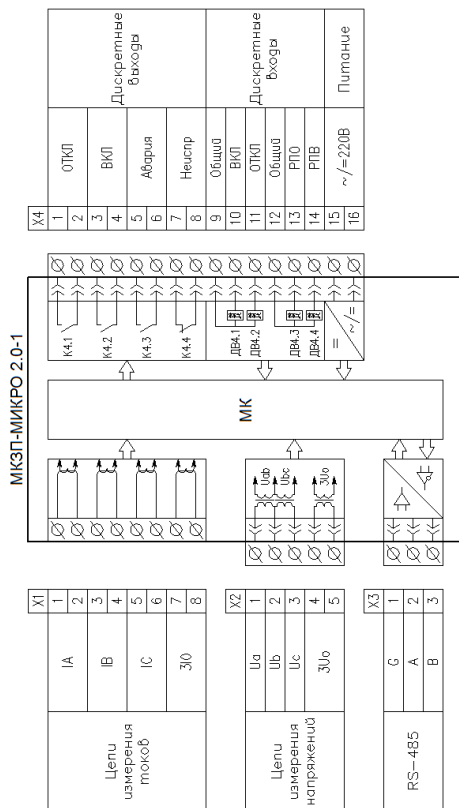 МКЗП-МИКРО 2.0-1
Цепи
измерения
токов
X1
IA
1
2
IB
3
4
IC
5
6
3I0
7
8
Цепи
измерения
напряжений
X2
Ua
1
Ub
2
Uc
3
3Uo
4
5
RS-485
X3
G
1
A
2
B
3
Uab
Ubc
3Uo
МК
К4.1
К4.2
К4.3
К4.4
ДВ4.1
ДВ4.2
ДВ4.3
ДВ4.4
=
~/=
X4
1
2
ОТКЛ
3
4
ВКЛ
5
6
Авария
7
8
Неиспр
Дискретные
выходы
9
Общий
10
ВКЛ
11
ОТКЛ
12
Общий
13
РПО
14
РПВ
Дискретные
входы
15
16
~/=220В
Питание